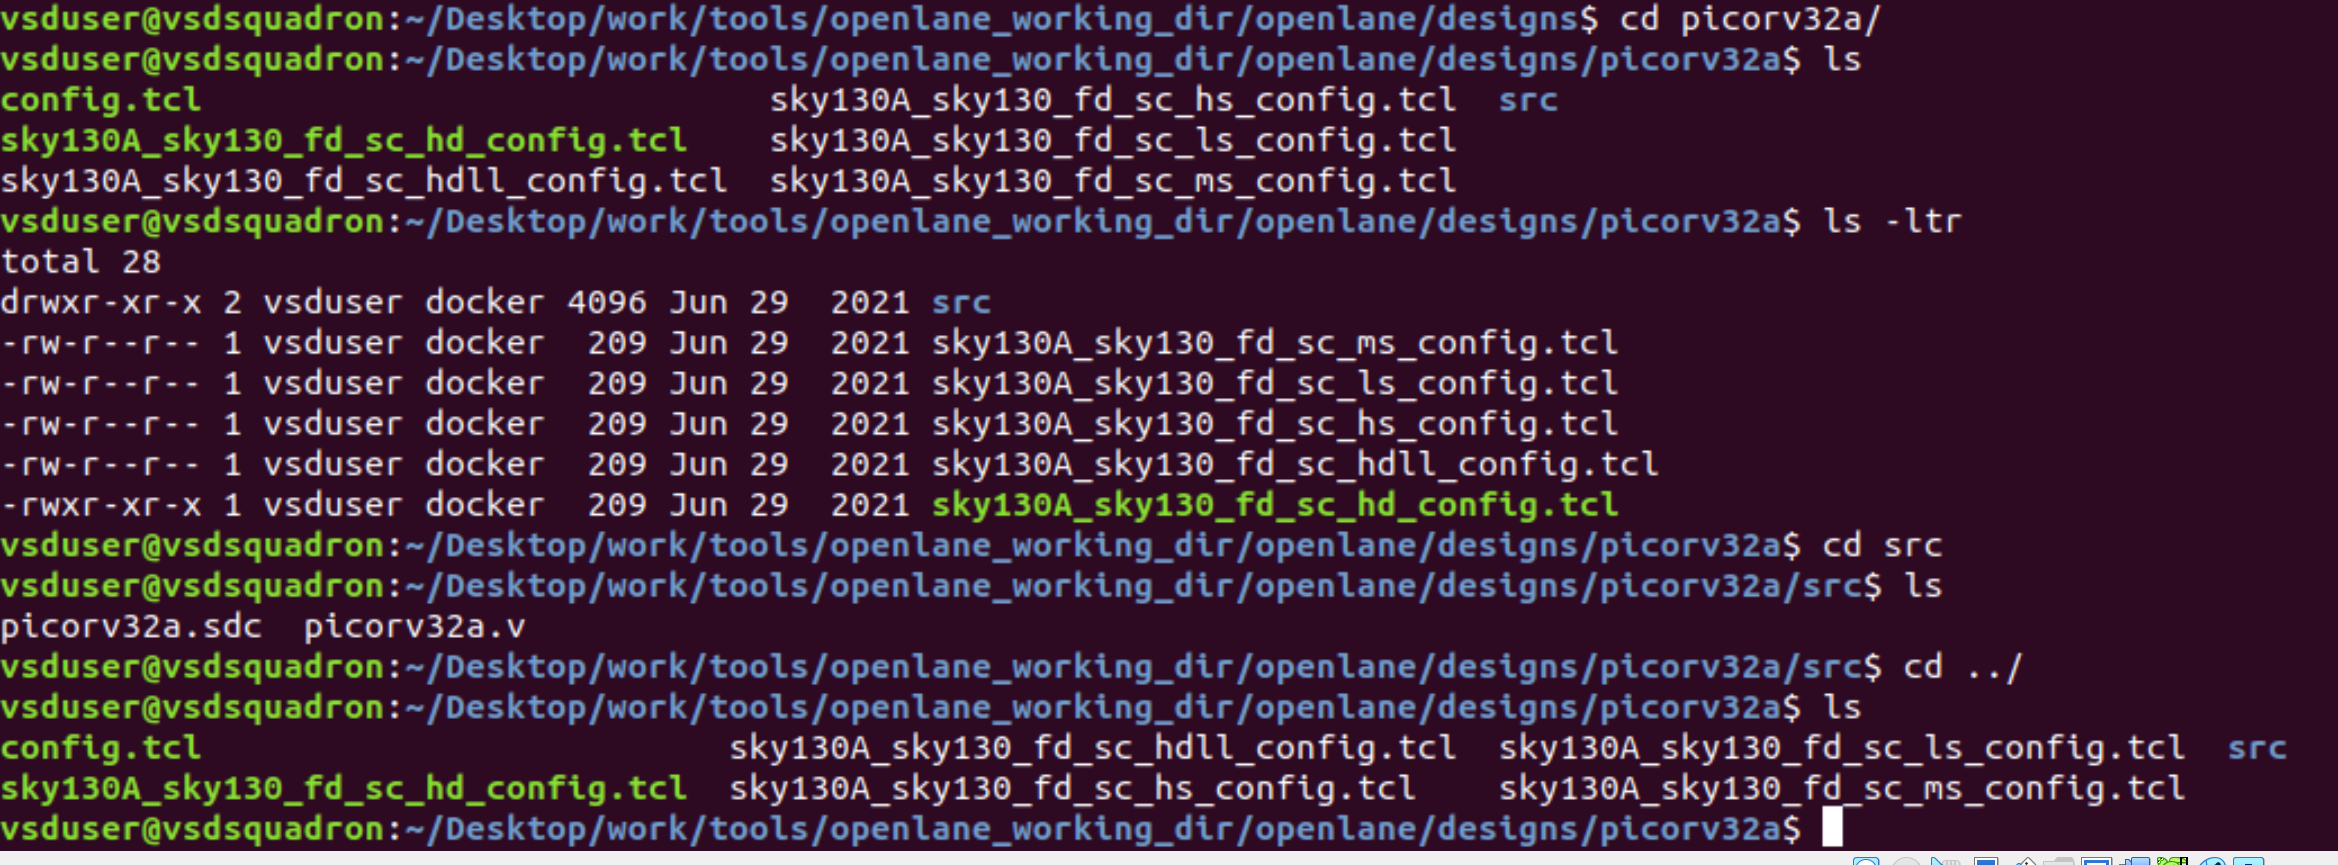 vsduser@vsdsquadron:~/Desktop/work/tools/openlane_working_dir/openlane/designs$ cd picorv32a/
vsduser@vsdsquadron:~/Desktop/work/tools/openlane_working_dir/openlane/designs/picorv32a$ ls
config.tcl                            sky130A_sky130_fd_sc_hs_config.tcl  src
sky130A_sky130_fd_sc_hd_config.tcl    sky130A_sky130_fd_sc_ls_config.tcl
sky130A_sky130_fd_sc_hdll_config.tcl  sky130A_sky130_fd_sc_ms_config.tcl
vsduser@vsdsquadron:~/Desktop/work/tools/openlane_working_dir/openlane/designs/picorv32a$ ls -ltr
total 28
drwxr-xr-x 2 vsduser docker 4096 Jun 29  2021 src
-rw-r--r-- 1 vsduser docker  209 Jun 29  2021 sky130A_sky130_fd_sc_ms_config.tcl
-rw-r--r-- 1 vsduser docker  209 Jun 29  2021 sky130A_sky130_fd_sc_ls_config.tcl
-rw-r--r-- 1 vsduser docker  209 Jun 29  2021 sky130A_sky130_fd_sc_hs_config.tcl
-rw-r--r-- 1 vsduser docker  209 Jun 29  2021 sky130A_sky130_fd_sc_hdll_config.tcl
-rwxr-xr-x 1 vsduser docker  209 Jun 29  2021 sky130A_sky130_fd_sc_hd_config.tcl
vsduser@vsdsquadron:~/Desktop/work/tools/openlane_working_dir/openlane/designs/picorv32a$ cd src
vsduser@vsdsquadron:~/Desktop/work/tools/openlane_working_dir/openlane/designs/picorv32a/src$ ls
picorv32a.sdc  picorv32a.v
vsduser@vsdsquadron:~/Desktop/work/tools/openlane_working_dir/openlane/designs/picorv32a/src$ cd ../
vsduser@vsdsquadron:~/Desktop/work/tools/openlane_working_dir/openlane/designs/picorv32a$ ls
config.tcl                          sky130A_sky130_fd_sc_hdll_config.tcl  sky130A_sky130_fd_sc_ls_config.tcl  src
sky130A_sky130_fd_sc_hd_config.tcl  sky130A_sky130_fd_sc_hs_config.tcl    sky130A_sky130_fd_sc_ms_config.tcl
vsduser@vsdsquadron:~/Desktop/work/tools/openlane_working_dir/openlane/designs/picorv32a$